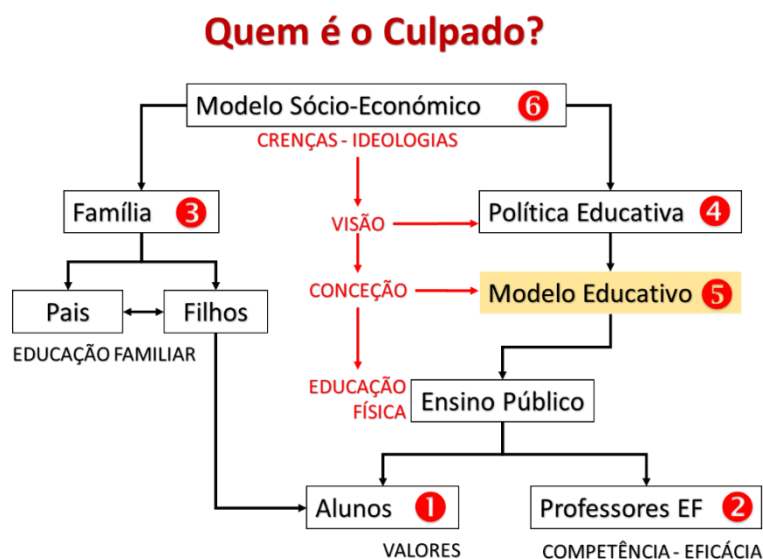 Quem é o Culpado?
Modelo Sócio-Económico 6
CRENÇAS - IDEOLOGIAS
Família 3
VISÃO
Política Educativa 4
Pais
Filhos
CONCEÇÃO
Modelo Educativo 5
EDUCAÇÃO FAMILIAR
EDUCAÇÃO
FÍSICA
Ensino Público
Alunos 1
Professores EF 2
VALORES
COMPETÊNCIA - EFICÁCIA